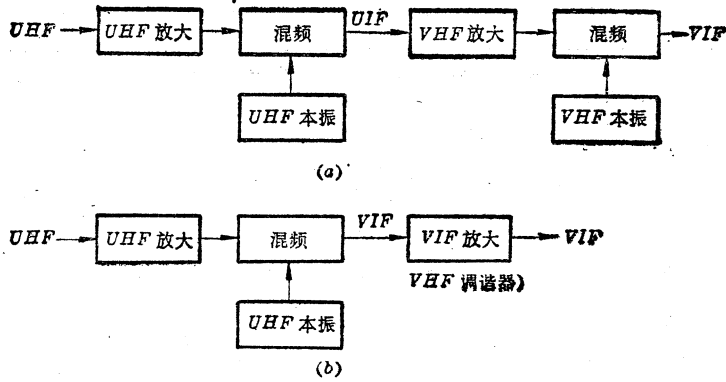 UHF UHF 放大 混频 UIF VHF 放大 混频 VIF
UHF 本振 VHF 本振
(a)
UHF UHF 放大 混频 VIF VIF 放大 VIF
VHF 调谐器)
UHF 本振
(b)